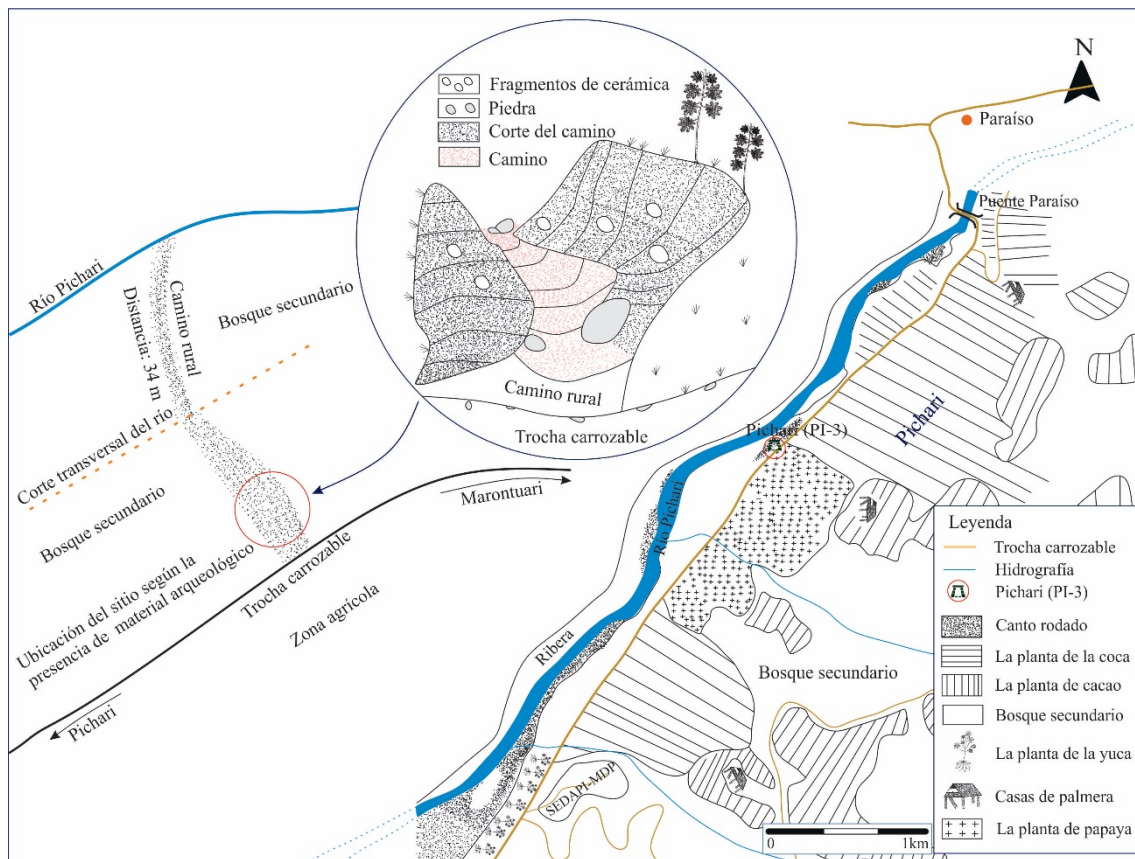 Fragmentos de cerámica
Piedra
Corte del camino
Camino
Camino rural
Trocha carrozable
Río Pichari
Camino rural
Distancia: 34 m
Bosque secundario
Corte transversal del río
Bosque secundario
Marontuari
Ubicación del sitio según la
presencia de material arqueológico
Trocha carrozable
Zona agrícola
Pichari
N
Paraíso
Puente Paraíso
Pichari
Pichari (PI-3)
Río Pichari
Ribera
Bosque secundario
SEDAPI-MDP
Leyenda
Trocha carrozable
Hidrografía
Pichari (PI-3)
Canto rodado
La planta de la coca
La planta de cacao
Bosque secundario
La planta de la yuca
Casas de palmera
La planta de papaya
0 1km